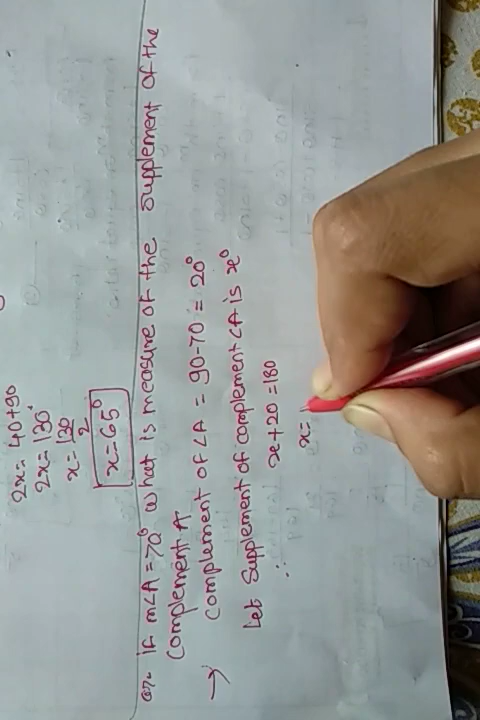 2x = 40+90
2x = 130°
x = 130/2
x = 65°
Q7. If m∠A = 70° what is measure of the supplement of the
complement A
→ complement of ∠A = 90-70 = 20°
Let Supplement of complement ∠A is x°
∴ x+20 = 180
x =